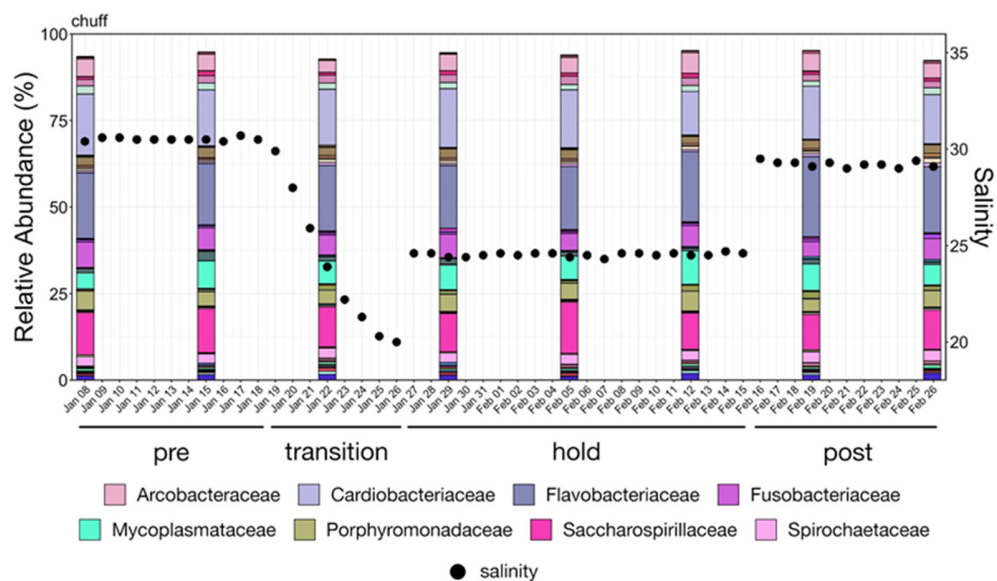 chuff
Relative Abundance (%)
100
75
50
25
0
35
30
25
20
Salinity
Jan 08
Jan 09
Jan 10
Jan 11
Jan 12
Jan 13
Jan 14
Jan 15
Jan 16
Jan 17
Jan 18
Jan 19
Jan 20
Jan 21
Jan 22
Jan 23
Jan 24
Jan 25
Jan 26
Jan 27
Jan 28
Jan 29
Jan 30
Jan 31
Feb 01
Feb 02
Feb 03
Feb 04
Feb 05
Feb 06
Feb 07
Feb 08
Feb 09
Feb 10
Feb 11
Feb 12
Feb 13
Feb 14
Feb 15
Feb 16
Feb 17
Feb 18
Feb 19
Feb 20
Feb 21
Feb 22
Feb 23
Feb 24
Feb 25
Feb 26
pre transition hold post
Arcobacteraceae Cardiobacteriaceae Flavobacteriaceae Fusobacteriaceae
Mycoplasmataceae Porphyromonadaceae Saccharospirillaceae Spirochaetaceae
salinity